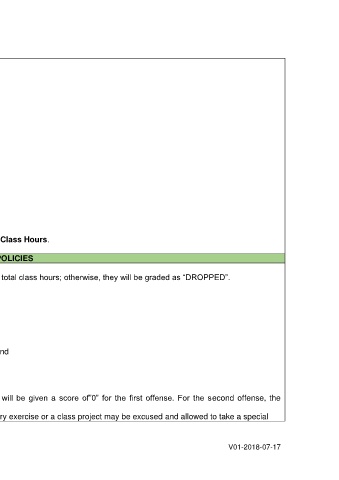 Class Hours.
POLICIES
total class hours; otherwise, they will be graded as “DROPPED”.
nd
will be given a score of”0” for the first offense. For the second offense, the
ry exercise or a class project may be excused and allowed to take a special
V01-2018-07-17